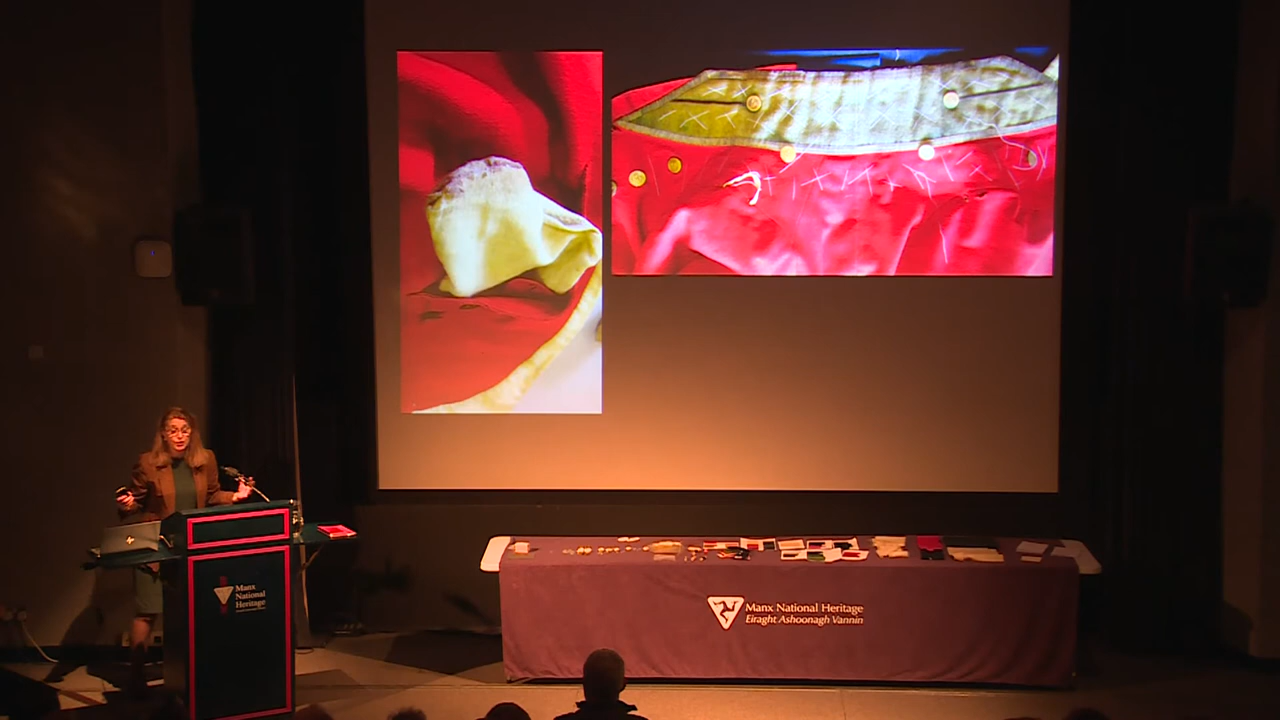 Manx
National
Heritage
Manx National Heritage
Eiraght Ashoonagh Vannin